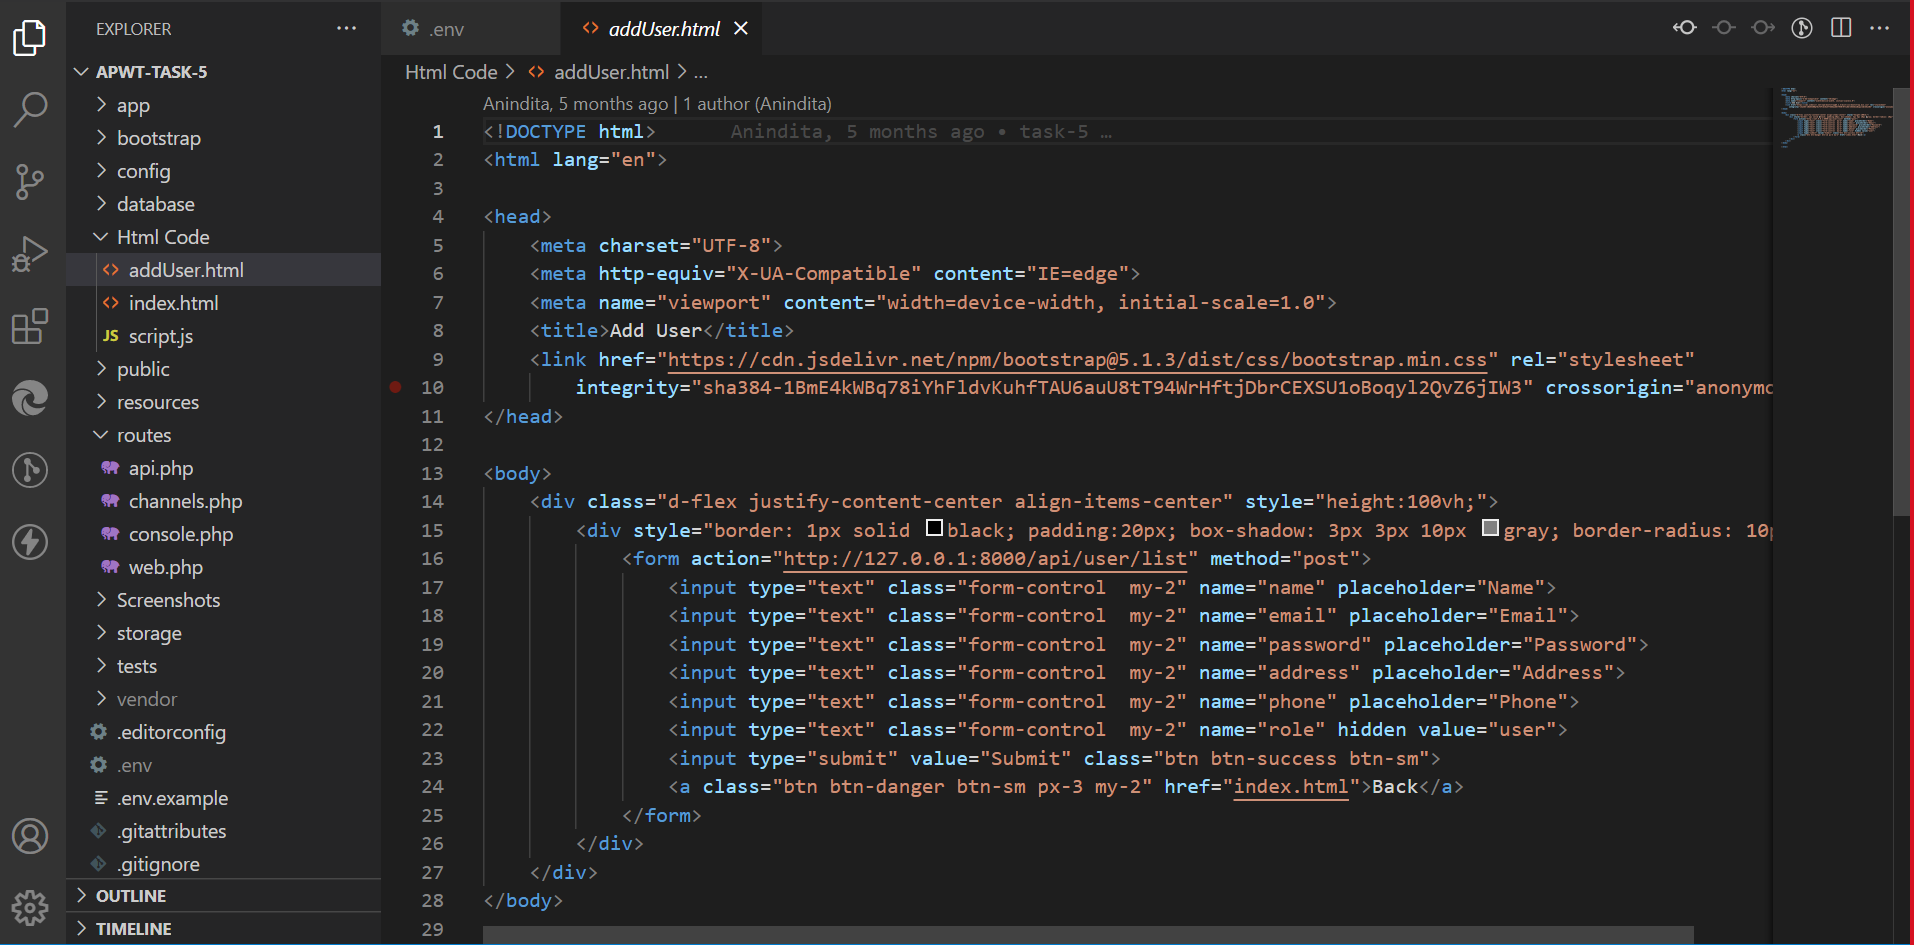 EXPLORER
.env
addUser.html
Html Code
addUser.html
...
APWT-TASK-5
app
bootstrap
config
database
Html Code
addUser.html
index.html
JS script.js
public
resources
routes
api.php
channels.php
console.php
web.php
Screenshots
storage
tests
vendor
.editorconfig
.env
.env.example
.gitattributes
.gitignore
OUTLINE
TIMELINE
Anindita, 5 months ago | 1 author (Anindita)
1 <!DOCTYPE html> Anindita, 5 months ago • task-5 …
2 <html lang="en">
3
4 <head>
5 <meta charset="UTF-8">
6 <meta http-equiv="X-UA-Compatible" content="IE=edge">
7 <meta name="viewport" content="width=device-width, initial-scale=1.0">
8 <title>Add User</title>
9 <link href="https://cdn.jsdelivr.net/npm/bootstrap@5.1.3/dist/css/bootstrap.min.css" rel="stylesheet"
10 integrity="sha384-1BmE4kWBq78iYhFldvKuhfTAU6auU8tT94WrHftjDbrCEXSU1oBoqyl2QvZ6jIW3" crossorigin="anonymo
11 </head>
12
13 <body>
14 <div class="d-flex justify-content-center align-items-center" style="height:100vh;">
15 <div style="border: 1px solid black; padding:20px; box-shadow: 3px 3px 10px gray; border-radius: 10p
16 <form action="http://127.0.0.1:8000/api/user/list" method="post">
17 <input type="text" class="form-control  my-2" name="name" placeholder="Name">
18 <input type="text" class="form-control  my-2" name="email" placeholder="Email">
19 <input type="text" class="form-control  my-2" name="password" placeholder="Password">
20 <input type="text" class="form-control  my-2" name="address" placeholder="Address">
21 <input type="text" class="form-control  my-2" name="phone" placeholder="Phone">
22 <input type="text" class="form-control  my-2" name="role" hidden value="user">
23 <input type="submit" value="Submit" class="btn btn-success btn-sm">
24 <a class="btn btn-danger btn-sm px-3 my-2" href="index.html">Back</a>
25 </form>
26 </div>
27 </div>
28 </body>
29